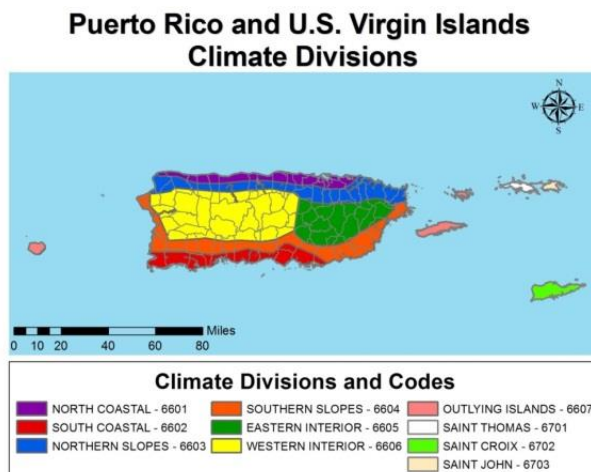 Puerto Rico and U.S. Virgin Islands
Climate Divisions
N
W E
S
Miles
0 10 20 40 60 80
Climate Divisions and Codes
NORTH COASTAL - 6601
SOUTH COASTAL - 6602
NORTHERN SLOPES - 6603
SOUTHERN SLOPES - 6604
EASTERN INTERIOR - 6605
WESTERN INTERIOR - 6606
OUTLYING ISLANDS - 6607
SAINT THOMAS - 6701
SAINT CROIX - 6702
SAINT JOHN - 6703